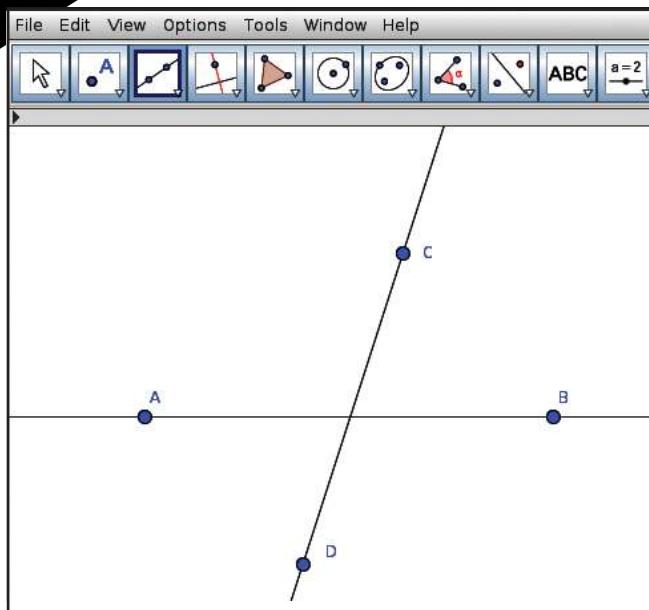 File Edit View Options Tools Window Help
A α ABC a=2
C
A B
D